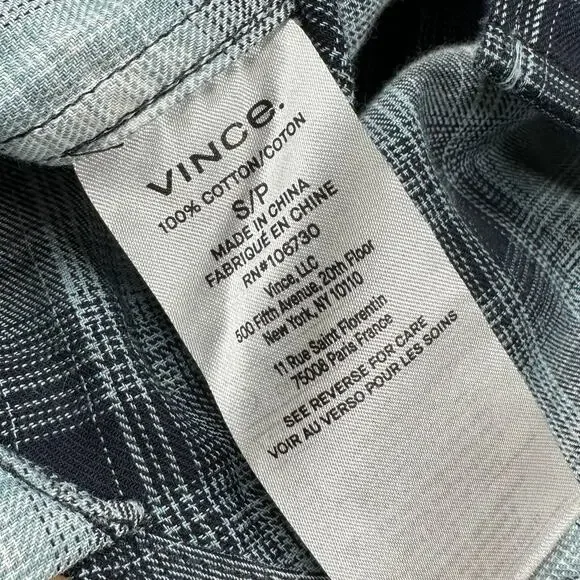 VINCE.
100% COTTON/COTON
S/P
MADE IN CHINA
FABRIQUÉ EN CHINE
RN#106730
Vince, LLC
500 Fifth Avenue, 20th Floor
New York, NY 10110
11 Rue Saint Florentin
75008 Paris France
SEE REVERSE FOR CARE
VOIR AU VERSO POUR LES SOINS